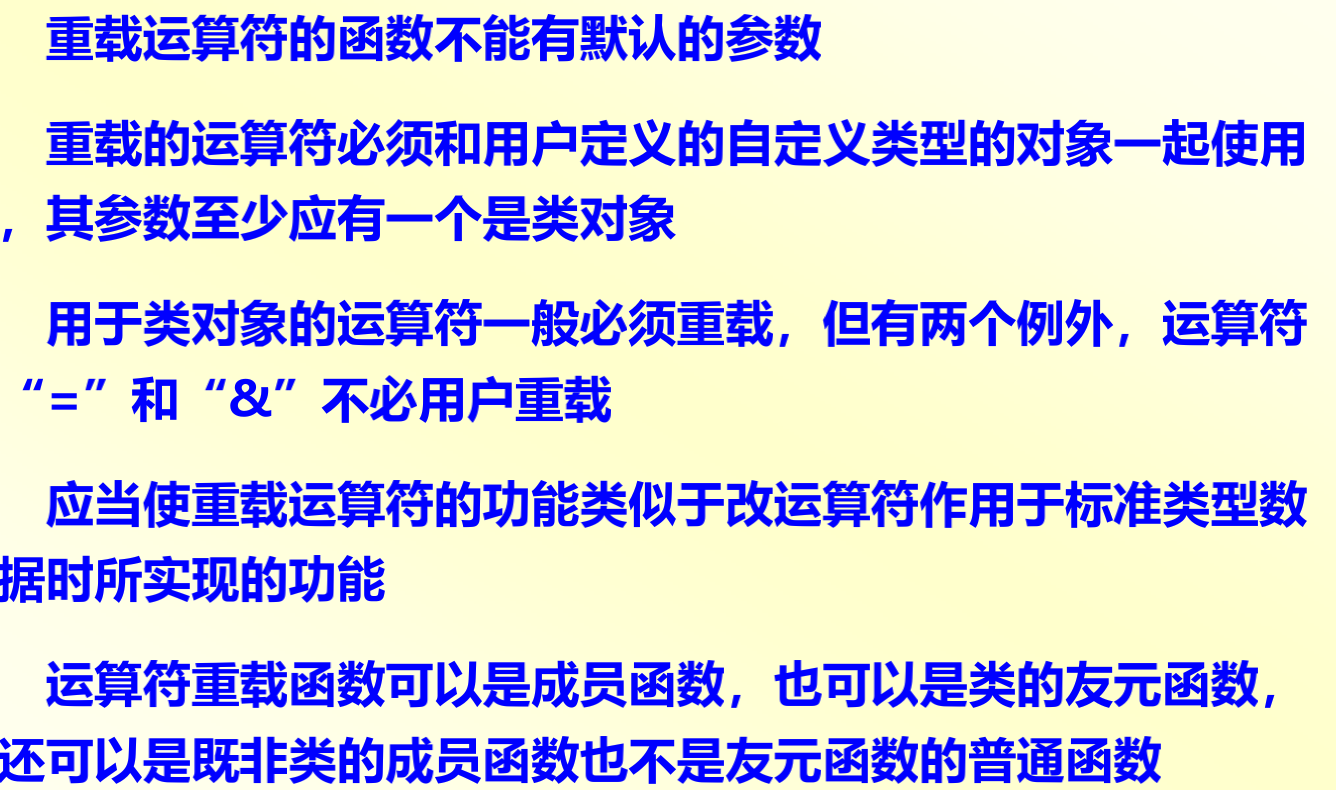 重载运算符的函数不能有默认的参数
重载的运算符必须和用户定义的自定义类型的对象一起使用
，其参数至少应有一个是类对象
用于类对象的运算符一般必须重载，但有两个例外，运算符
“=”和“&”不必用户重载
应当使重载运算符的功能类似于改运算符作用于标准类型数
据时所实现的功能
运算符重载函数可以是成员函数，也可以是类的友元函数，
还可以是既非类的成员函数也不是友元函数的普通函数